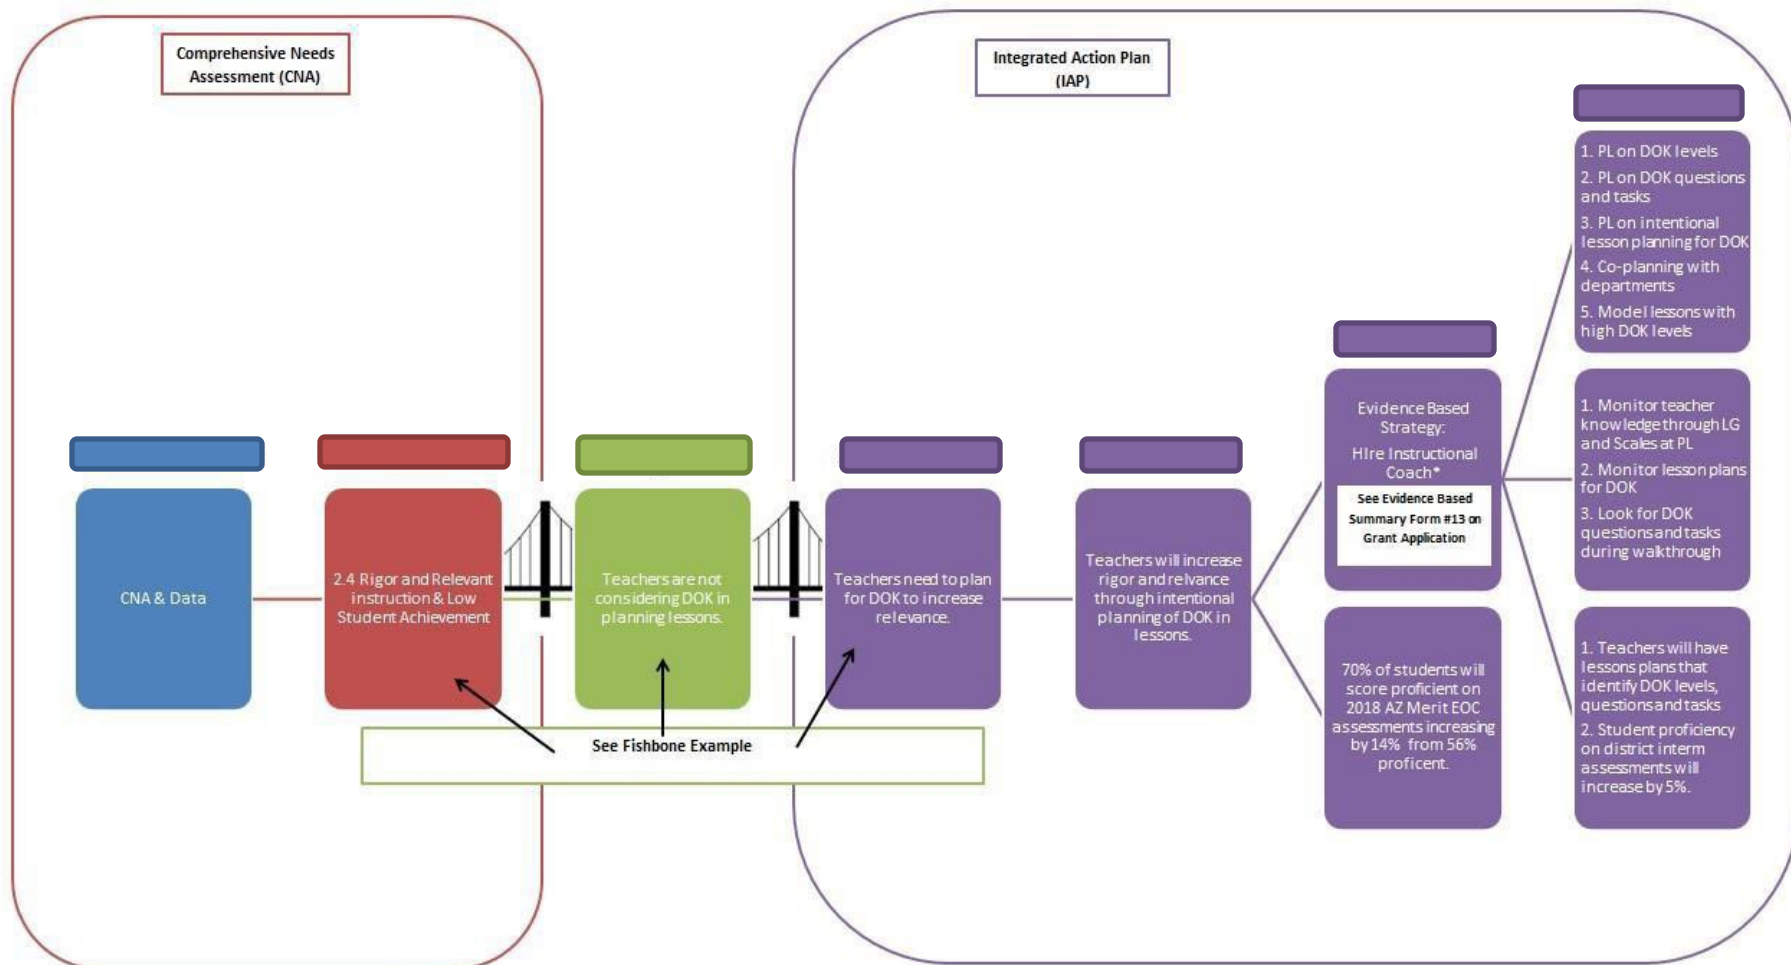 Comprehensive Needs
Assessment (CNA)
Integrated Action Plan
(IAP)
CNA & Data
2.4 Rigor and Relevant
instruction & Low
Student Achievement
Teachers are not
considering DOK in
planning lessons.
Teachers need to plan
for DOK to increase
relevance.
See Fishbone Example
Teachers will increase
rigor and relvance
through intentional
planning of DOK in
lessons.
Evidence Based
Strategy:
HIre Instructional
Coach*
See Evidence Based
Summary Form #13 on
Grant Application
70% of students will
score proficient on
2018 AZ Merit EOC
assessments increasing
by 14% from 56%
proficent.
1. PL on DOK levels
2. PL on DOK questions
and tasks
3. PL on intentional
lesson planning for DOK
4. Co-planning with
departments
5. Model lessons with
high DOK levels
1. Monitor teacher
knowledge through LG
and Scales at PL
2. Monitor lesson plans
for DOK
3. Look for DOK
questions and tasks
during walkthrough
1. Teachers will have
lessons plans that
identify DOK levels,
questions and tasks
2. Student proficiency
on district interm
assessments will
increase by 5%.